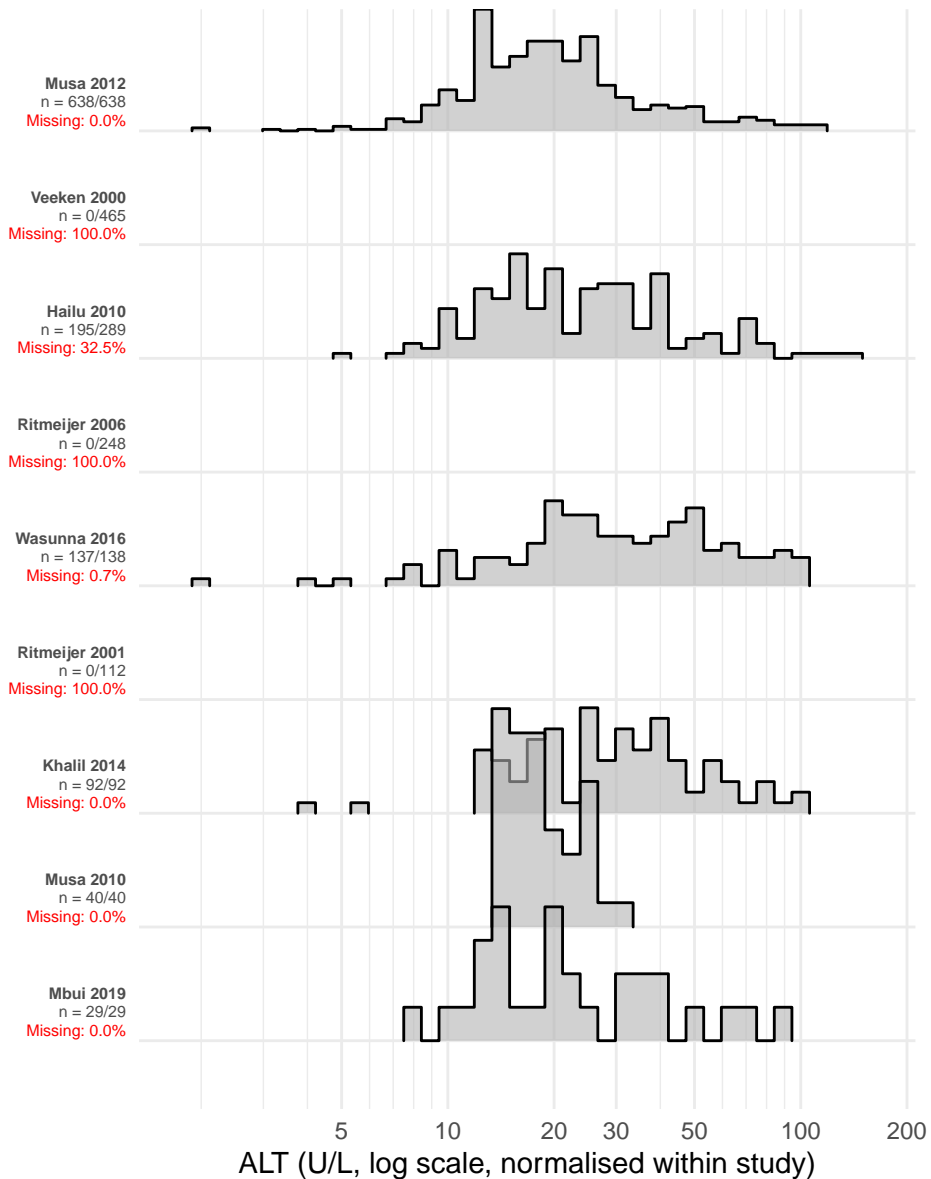 Musa 2012
n = 638/638
Missing: 0.0%
Veeken 2000
n = 0/465
Missing: 100.0%
Hailu 2010
n = 195/289
Missing: 32.5%
Ritmeijer 2006
n = 0/248
Missing: 100.0%
Wasunna 2016
n = 137/138
Missing: 0.7%
Ritmeijer 2001
n = 0/112
Missing: 100.0%
Khalil 2014
n = 92/92
Missing: 0.0%
Musa 2010
n = 40/40
Missing: 0.0%
Mbui 2019
n = 29/29
Missing: 0.0%
5 10 20 30 50 100 200
ALT (U/L, log scale, normalised within study)